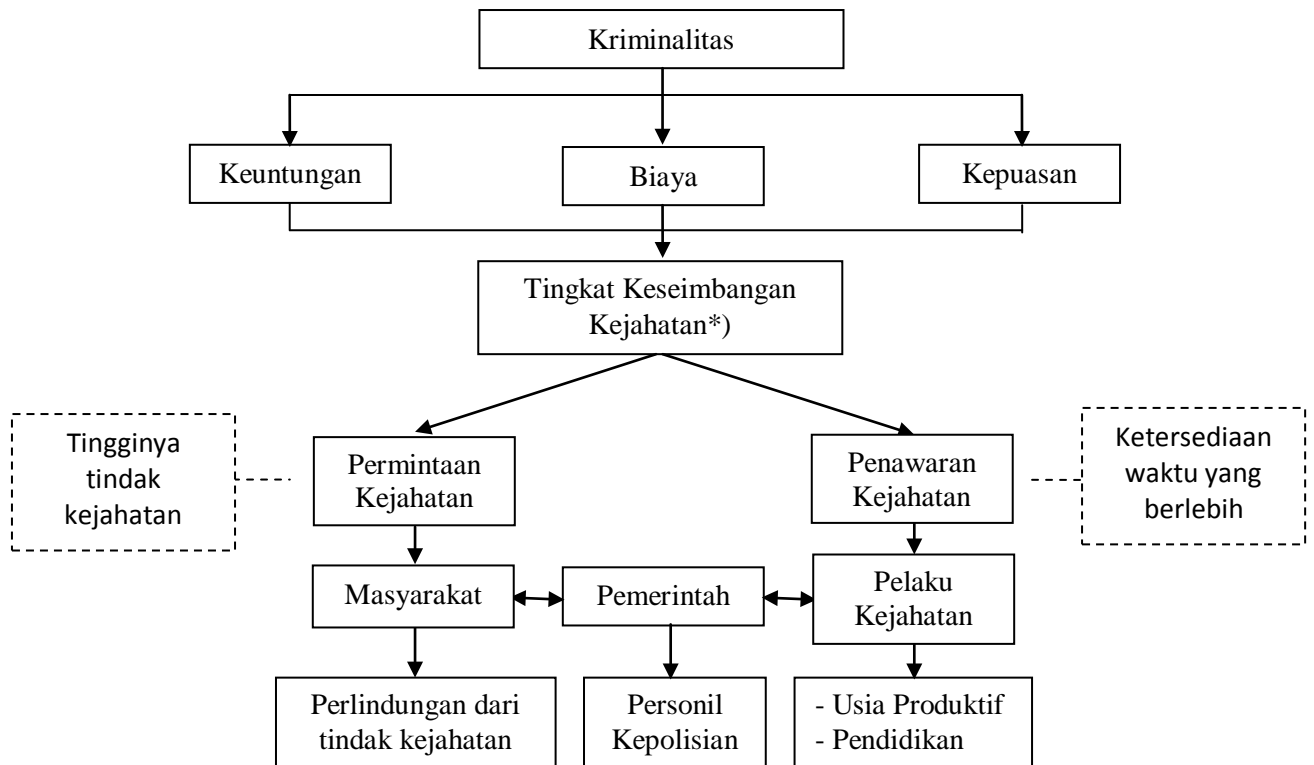 Kriminalitas
Keuntungan
Biaya
Kepuasan
Tingkat Keseimbangan
Kejahatan*)
Tingginya
tindak
kejahatan
Permintaan
Kejahatan
Penawaran
Kejahatan
Ketersediaan
waktu yang
berlebih
Masyarakat
Pemerintah
Pelaku
Kejahatan
Perlindungan dari
tindak kejahatan
Personil
Kepolisian
- Usia Produktif
- Pendidikan